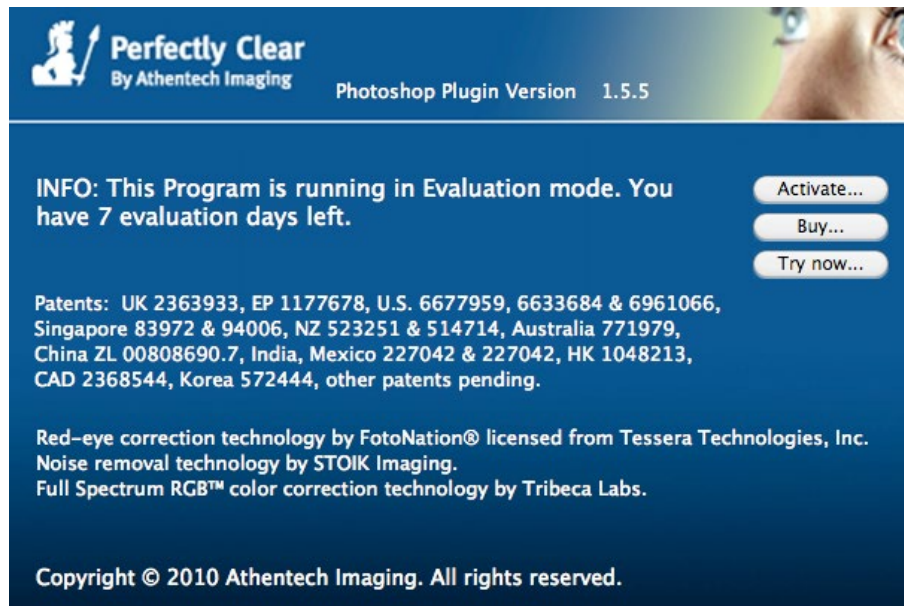 Perfectly Clear
By Athentech Imaging
Photoshop Plugin Version 1.5.5
INFO: This Program is running in Evaluation mode. You
have 7 evaluation days left.
Activate...
Buy...
Try now...
Patents: UK 2363933, EP 1177678, U.S. 6677959, 6633684 & 6961066,
Singapore 83972 & 94006, NZ 523251 & 514714, Australia 771979,
China ZL 00808690.7, India, Mexico 227042 & 227042, HK 1048213,
CAD 2368544, Korea 572444, other patents pending.
Red-eye correction technology by FotoNation® licensed from Tessera Technologies, Inc.
Noise removal technology by STOIK Imaging.
Full Spectrum RGB™ color correction technology by Tribeca Labs.
Copyright © 2010 Athentech Imaging. All rights reserved.